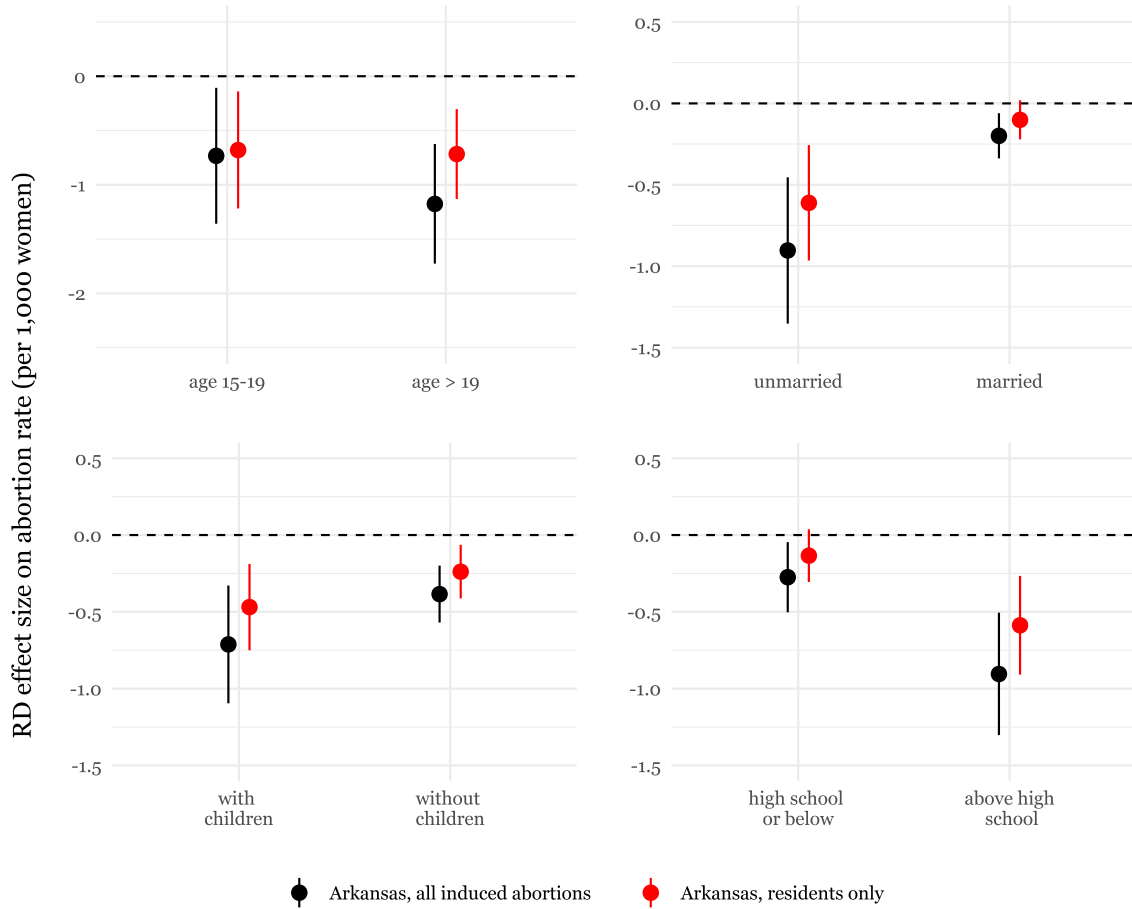 RD effect size on abortion rate (per 1,000 women)
0
-1
-2
age 15-19
age > 19
0.5
0.0
-0.5
-1.0
-1.5
unmarried
married
0.5
0.0
-0.5
-1.0
-1.5
with
children
without
children
0.5
0.0
-0.5
-1.0
-1.5
high school
or below
above high
school
Arkansas, all induced abortions
Arkansas, residents only